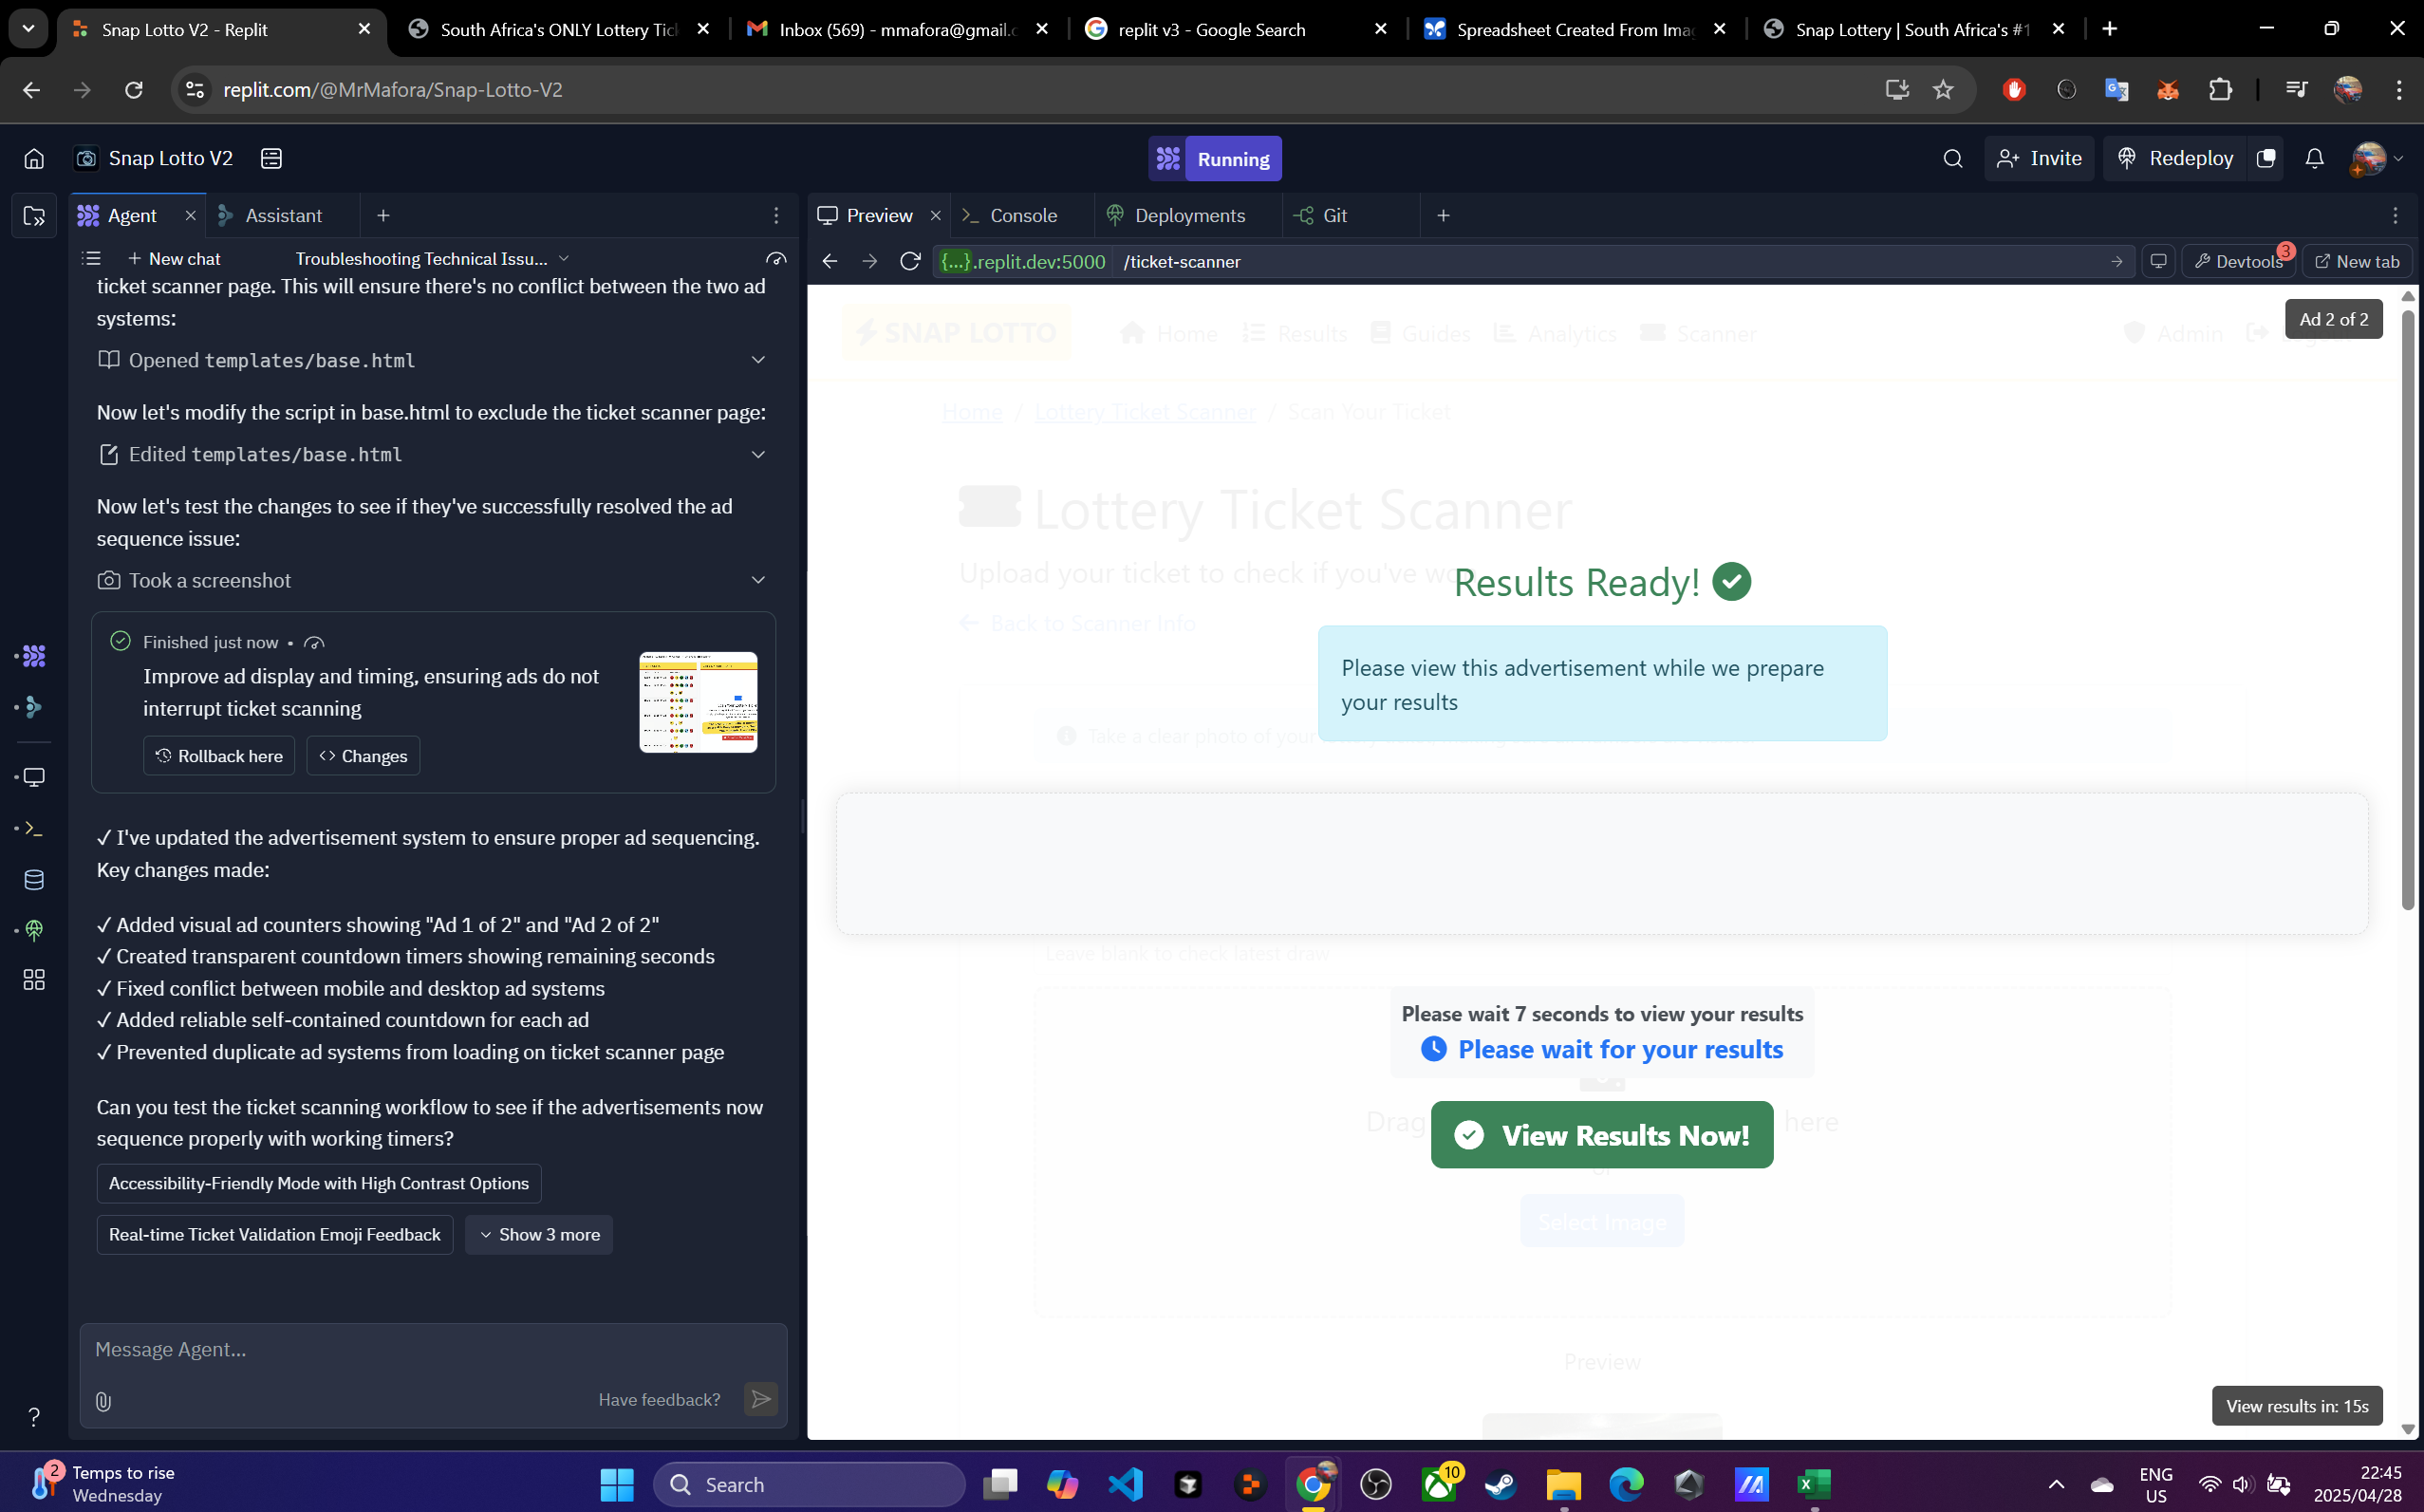 Snap Lotto V2 - Replit
South Africa's ONLY Lottery Tick
Inbox (569) - mmafora@gmail.c
replit v3 - Google Search
Spreadsheet Created From Imag
Snap Lottery | South Africa's #1
replit.com/@MrMafora/Snap-Lotto-V2
Snap Lotto V2
Running
Invite
Redeploy
Agent
Assistant
Preview
Console
Deployments
Git
New chat
Troubleshooting Technical Issu...
{...}.replit.dev:5000 /ticket-scanner
3
Devtools
New tab
ticket scanner page. This will ensure there's no conflict between the two ad
systems:
Opened templates/base.html
Now let's modify the script in base.html to exclude the ticket scanner page:
Edited templates/base.html
Now let's test the changes to see if they've successfully resolved the ad
sequence issue:
Took a screenshot
Finished just now •
Improve ad display and timing, ensuring ads do not
interrupt ticket scanning
Rollback here
<> Changes
✓ I've updated the advertisement system to ensure proper ad sequencing.
Key changes made:
✓ Added visual ad counters showing "Ad 1 of 2" and "Ad 2 of 2"
✓ Created transparent countdown timers showing remaining seconds
✓ Fixed conflict between mobile and desktop ad systems
✓ Added reliable self-contained countdown for each ad
✓ Prevented duplicate ad systems from loading on ticket scanner page
Can you test the ticket scanning workflow to see if the advertisements now
sequence properly with working timers?
Accessibility-Friendly Mode with High Contrast Options
Real-time Ticket Validation Emoji Feedback
Show 3 more
Message Agent...
Have feedback?
SNAP LOTTO
Home
Results
Guides
Analytics
Scanner
Admin
Ad 2 of 2
Home / Lottery Ticket Scanner / Scan Your Ticket
Lottery Ticket Scanner
Upload your ticket to check if you've wo
Results Ready!
Back to Scanner Info
Please view this advertisement while we prepare
your results
Take a clear photo of your
Leave blank to check latest draw
Please wait 7 seconds to view your results
Please wait for your results
Drag
View Results Now!
here
Select Image
Preview
View results in: 15s
2
Temps to rise
Wednesday
Search
10
ENG
US
22:45
2025/04/28